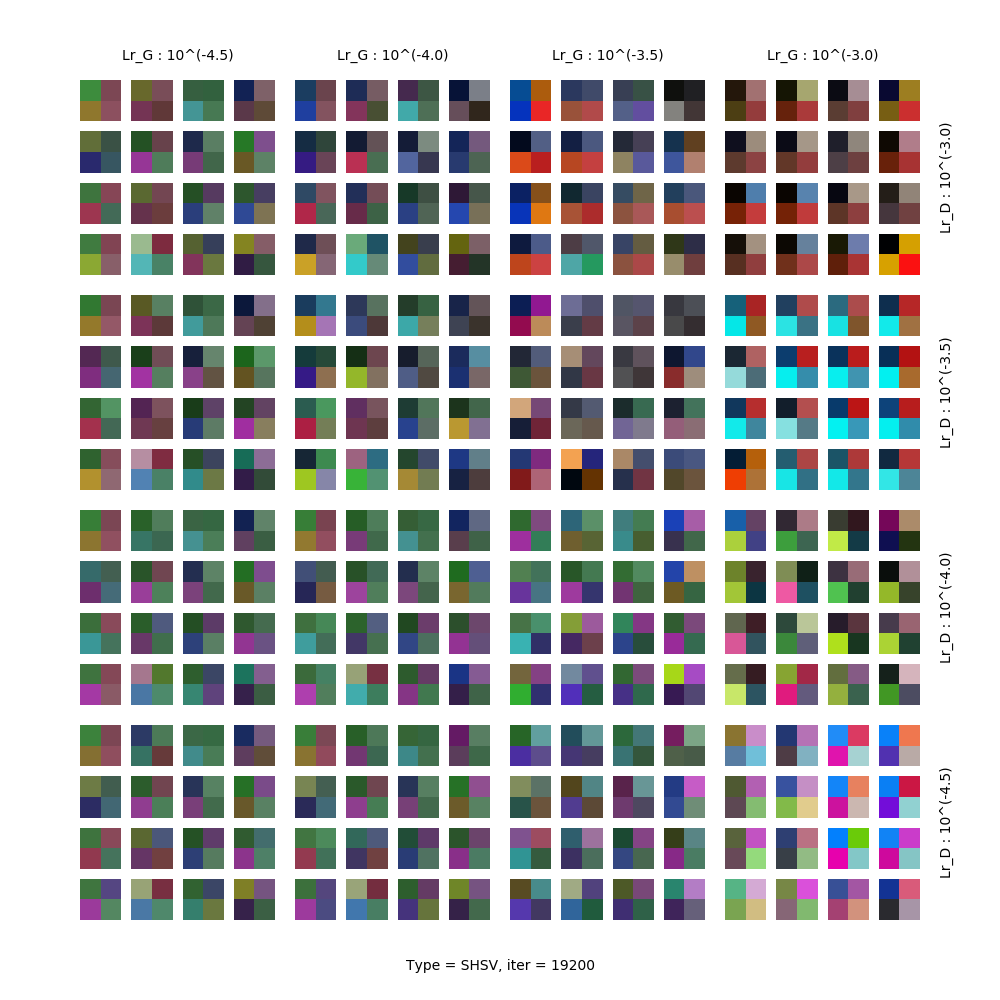 Lr_G : 10^(-4.5)
Lr_G : 10^(-4.0)
Lr_G : 10^(-3.5)
Lr_G : 10^(-3.0)
Lr_D : 10^(-3.0)
Lr_D : 10^(-3.5)
Lr_D : 10^(-4.0)
Lr_D : 10^(-4.5)
Type = SHSV, iter = 19200